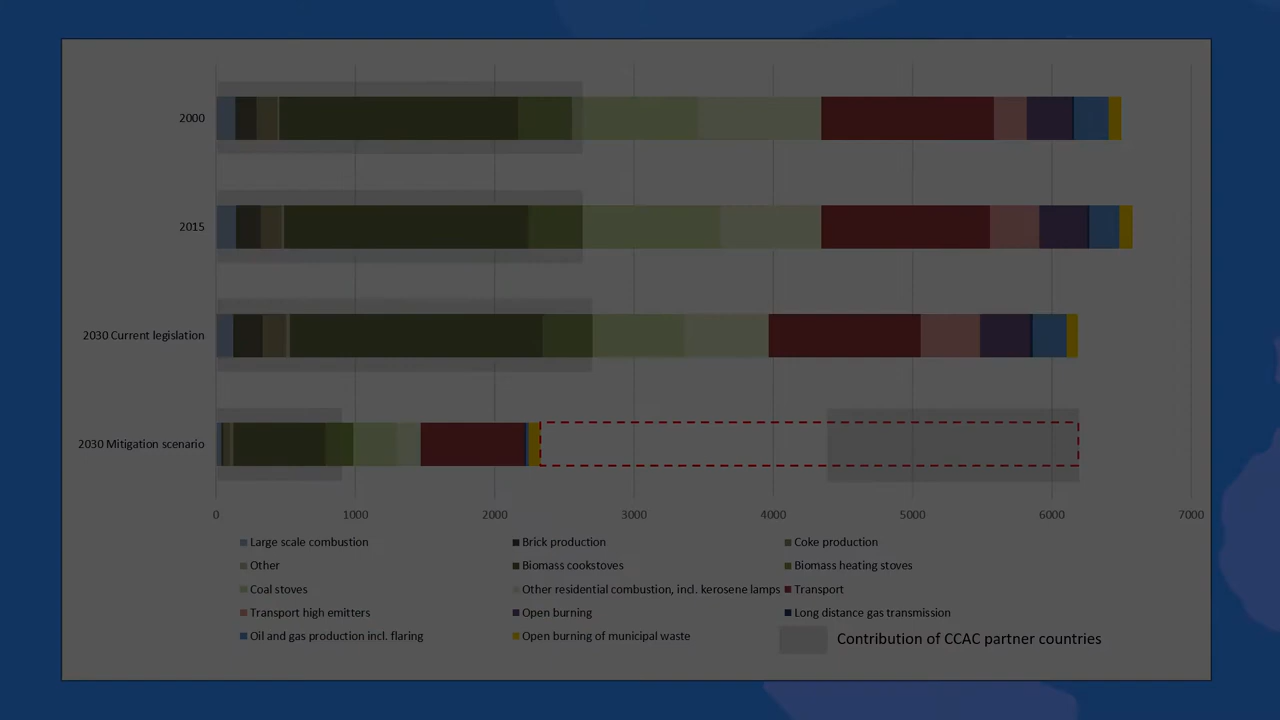 2000
2015
2030 Current legislation
2030 Mitigation scenario
0 1000 2000 3000 4000 5000 6000 7000
Large scale combustion Brick production Coke production
Other Biomass cookstoves Biomass heating stoves
Coal stoves Other residential combustion, incl. kerosene lamps Transport
Transport high emitters Open burning Long distance gas transmission
Oil and gas production incl. flaring Open burning of municipal waste
Contribution of CCAC partner countries